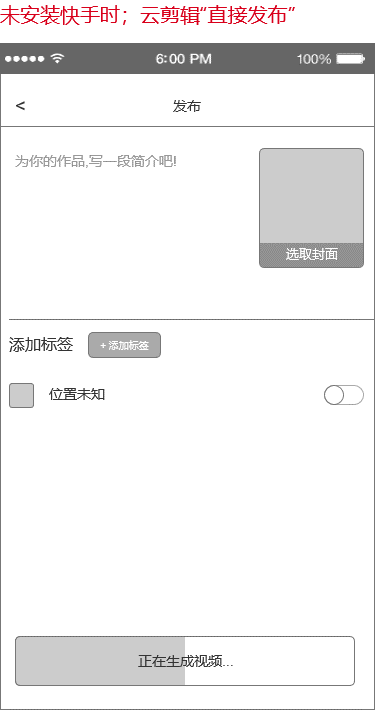 未安装快手时；云剪辑“直接发布”
6:00 PM
100%
<
发布
为你的作品,写一段简介吧!
选取封面
添加标签
+ 添加标签
位置未知
正在生成视频...